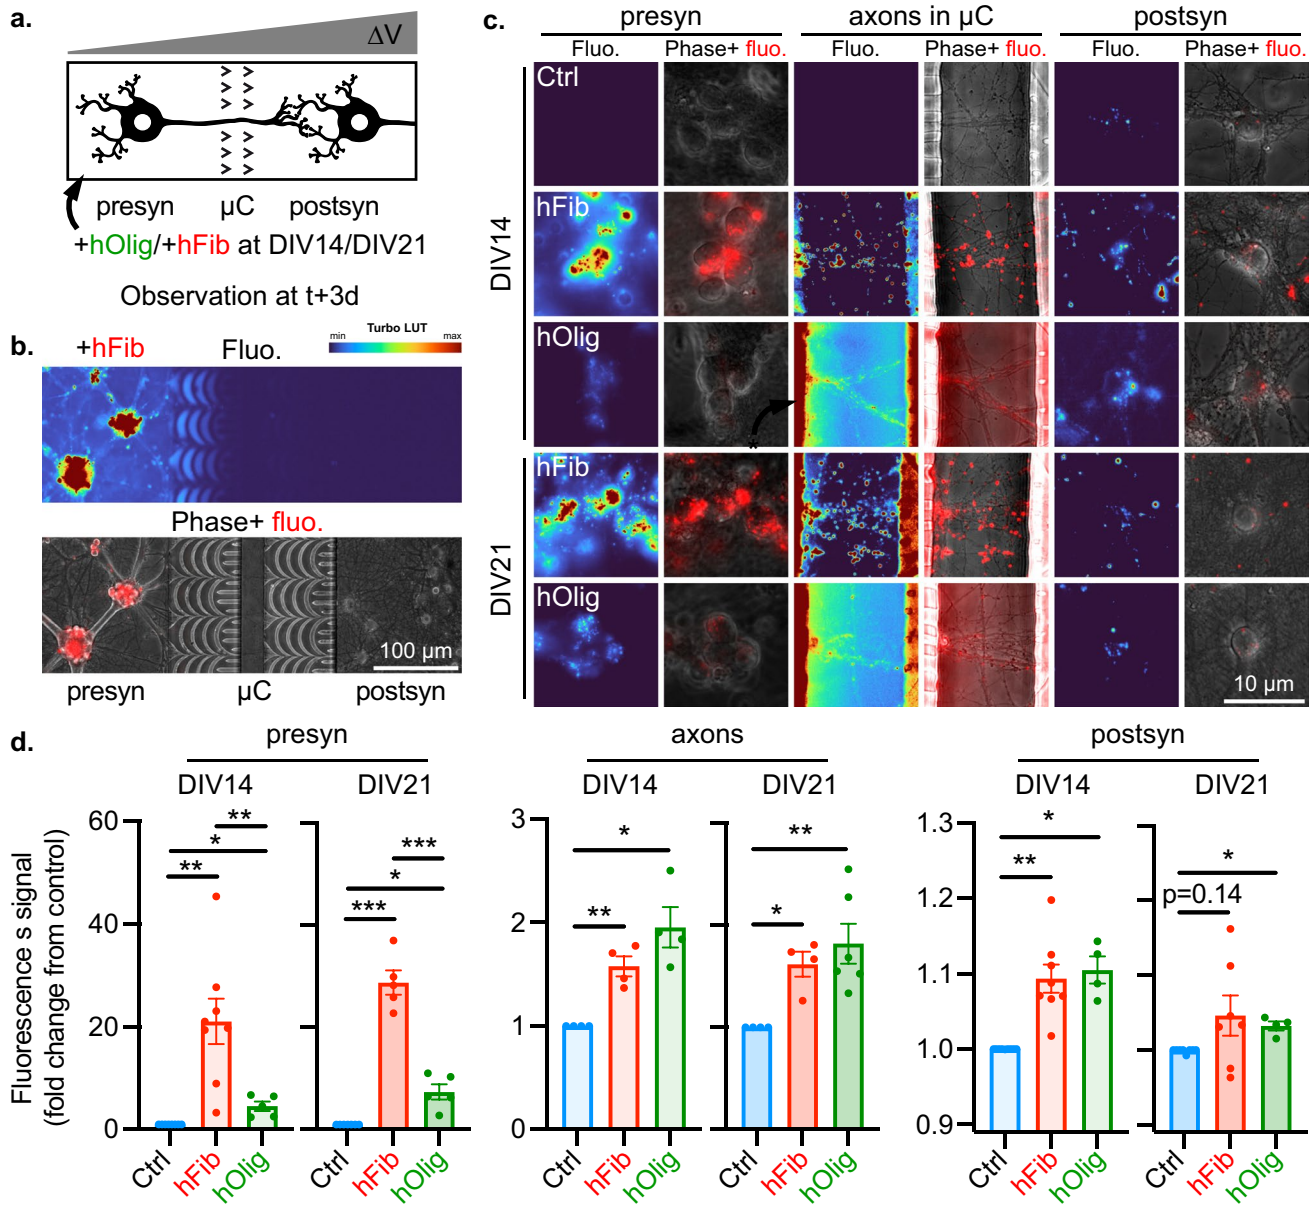 a.
ΔV
presyn µC postsyn
+hOlig/+hFib at DIV14/DIV21
Observation at t+3d
b.
+hFib Fluo.
Turbo LUT
min max
Phase+ fluo.
100 µm
presyn µC postsyn
c.
presyn axons in µC postsyn
Fluo. Phase+ fluo. Fluo. Phase+ fluo. Fluo. Phase+ fluo.
DIV14
Ctrl
hFib
hOlig
*
DIV21
hFib
hOlig
10 µm
d.
Fluorescence s signal
(fold change from control)
presyn
DIV14 DIV21
60
40
20
0
** * **
*** * ***
Ctrl hFib hOlig Ctrl hFib hOlig
axons
DIV14 DIV21
3
2
1
0
* **
** *
Ctrl hFib hOlig Ctrl hFib hOlig
postsyn
DIV14 DIV21
1.3
1.2
1.1
1.0
0.9
* **
* p=0.14
Ctrl hFib hOlig Ctrl hFib hOlig